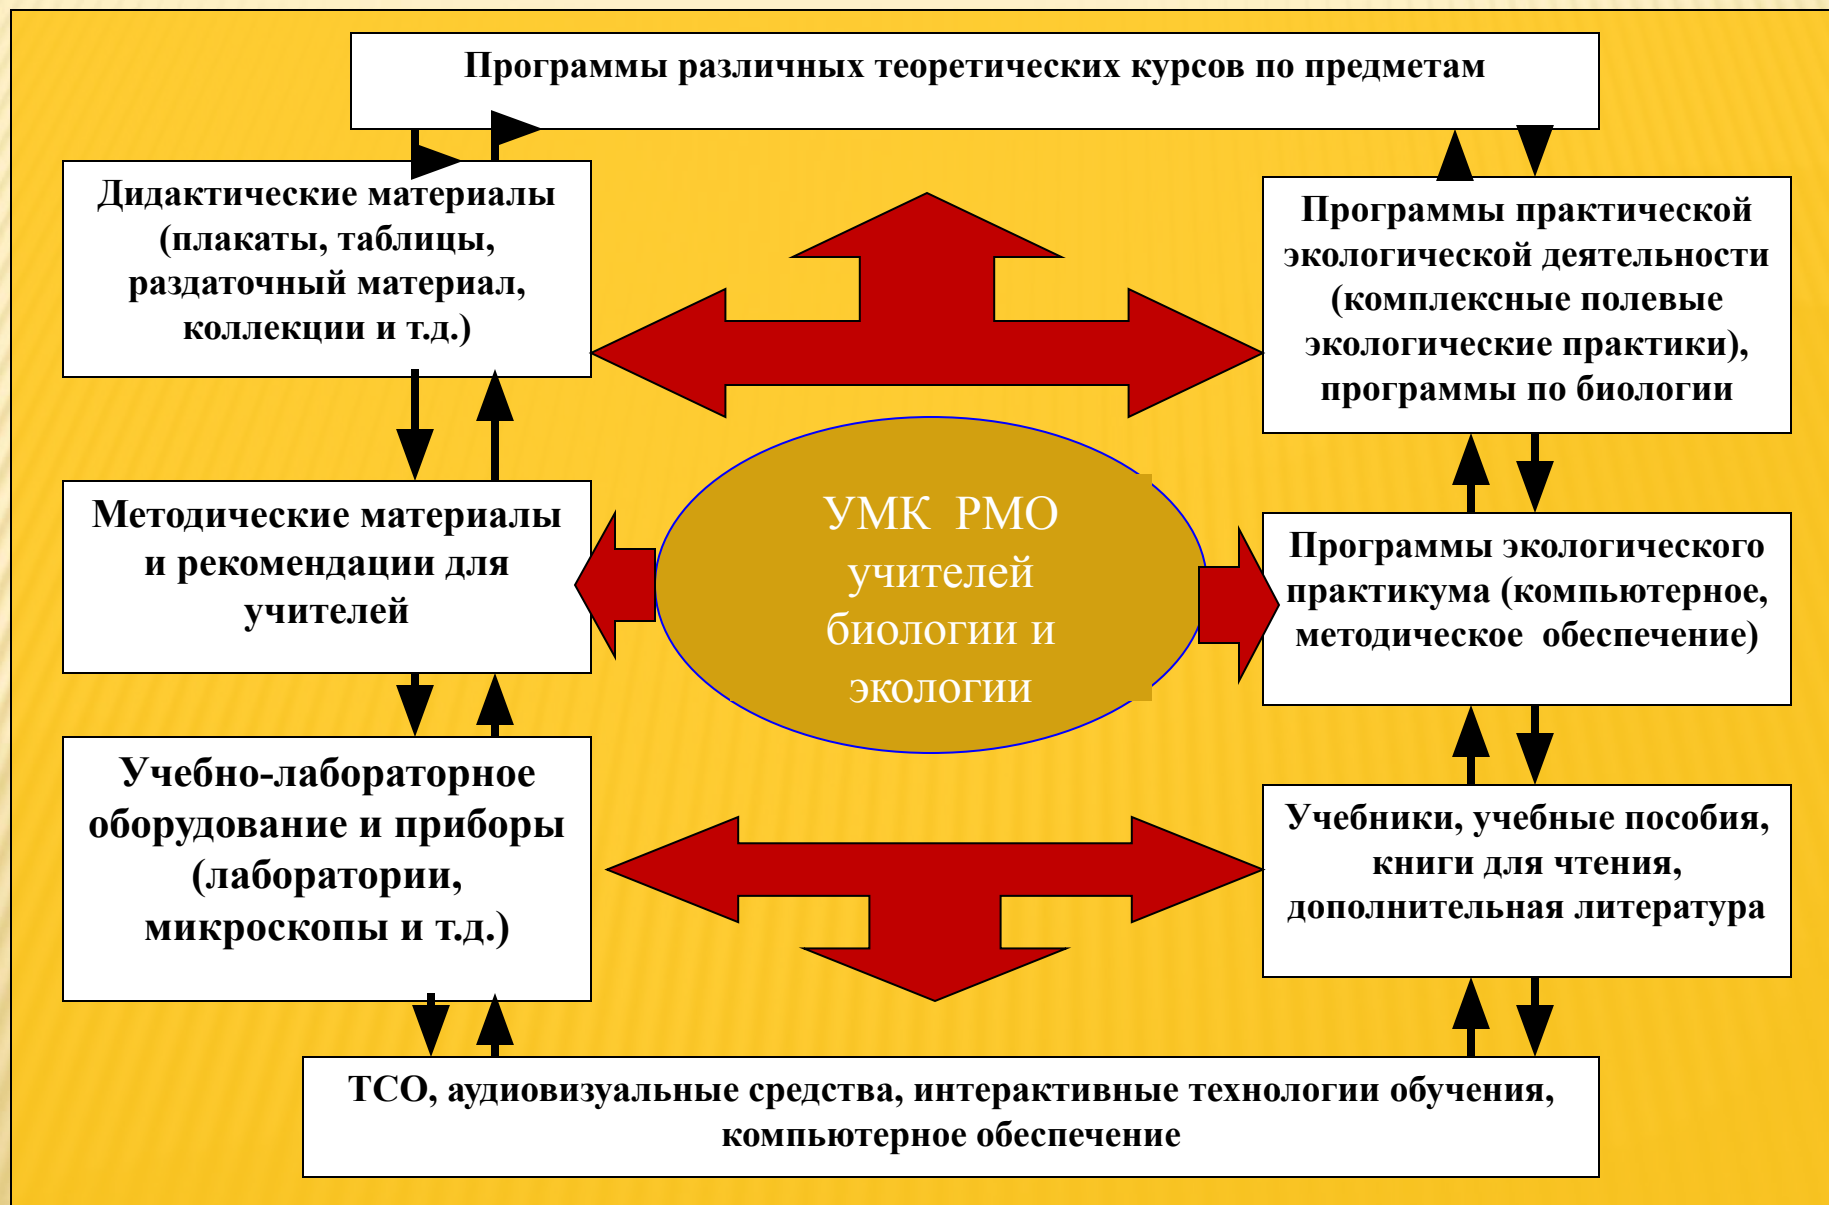 Программы различных теоретических курсов по предметам
Дидактические материалы
(плакаты, таблицы,
раздаточный материал,
коллекции и т.д.)
Программы практической
экологической деятельности
(комплексные полевые
экологические практики),
программы по биологии
УМК  РМО
учителей
биологии и
экологии
Методические материалы
и рекомендации для
учителей
Программы экологического
практикума (компьютерное,
методическое  обеспечение)
Учебно-лабораторное
оборудование и приборы
(лаборатории,
микроскопы и т.д.)
Учебники, учебные пособия,
книги для чтения,
дополнительная литература
ТСО, аудиовизуальные средства, интерактивные технологии обучения,
компьютерное обеспечение